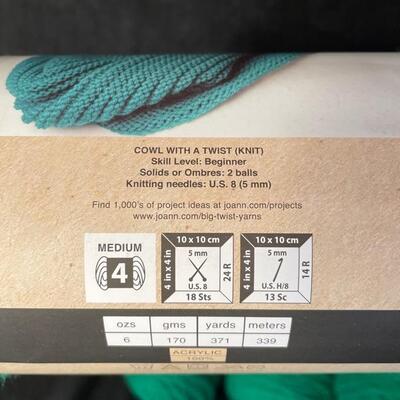 COWL WITH A TWIST (KNIT)
Skill Level: Beginner
Solids or Ombres: 2 balls
Knitting needles: U.S. 8 (5 mm)
Find 1,000's of project ideas at joann.com/projects
www.joann.com/big-twist-yarns
MEDIUM
4
10 x 10 cm
4 in x 4 in
5 mm
U.S. 8
24 R
18 Sts
10 x 10 cm
4 in x 4 in
5 mm
U.S. H/8
14 R
13 Sc
ozs gms yards meters
6 170 371 339
ACRYLIC
100%